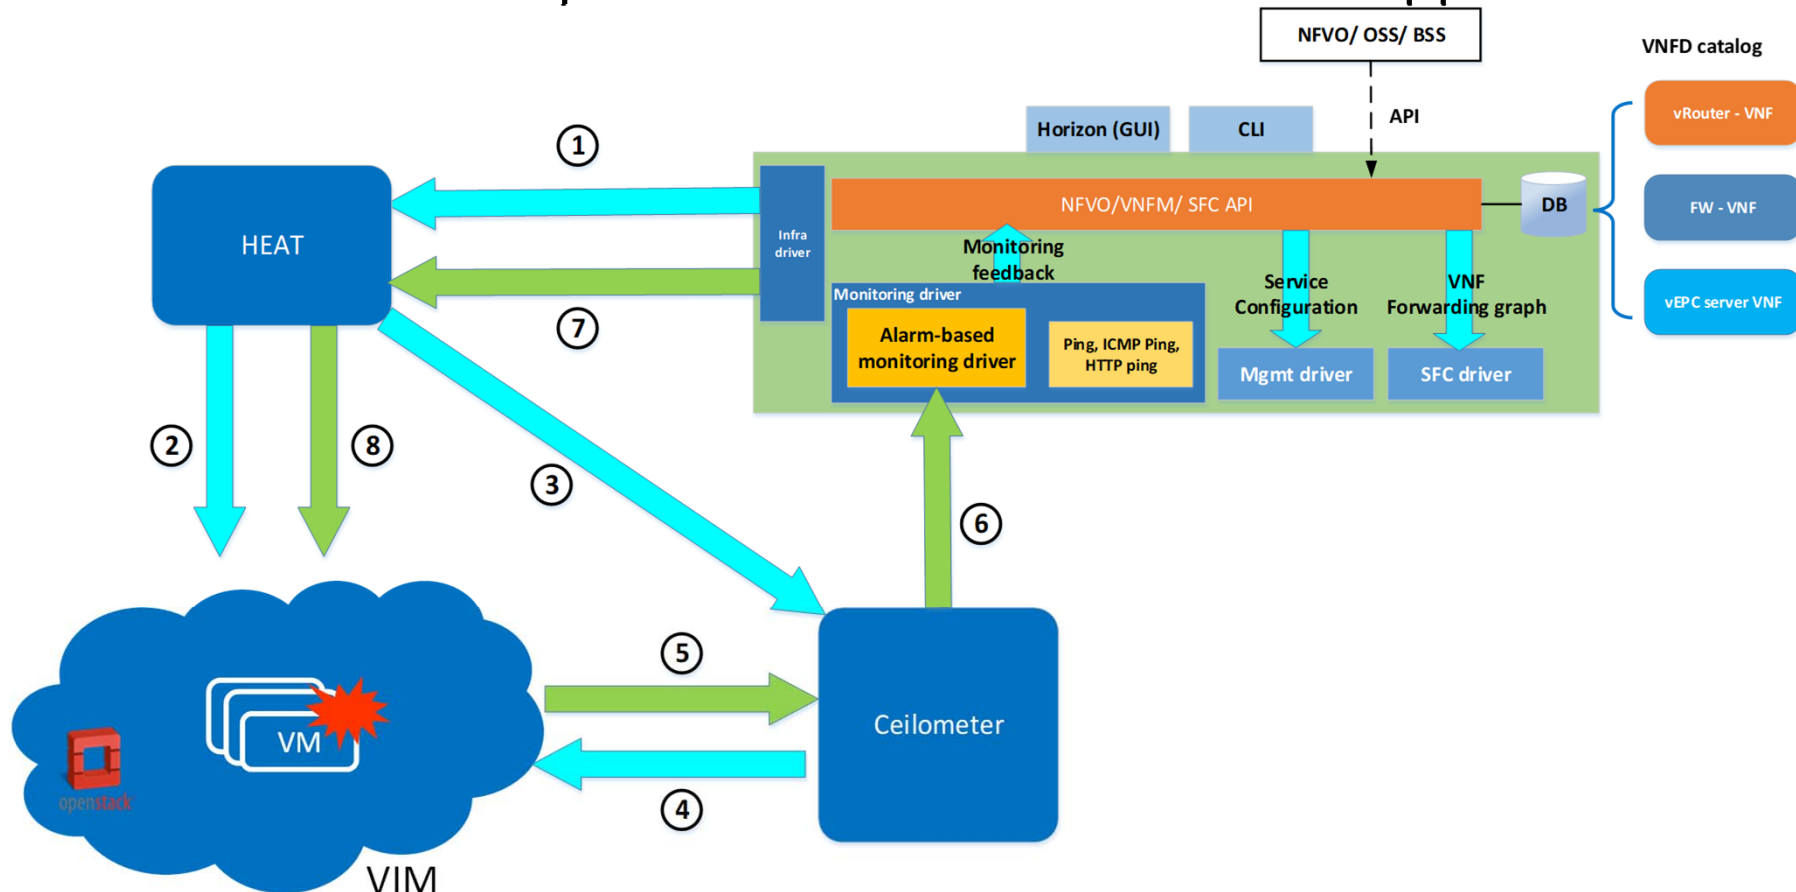 NFVO/ OSS/ BSS
VNFD catalog
API
Horizon (GUI)
CLI
vRouter - VNF
1
HEAT
Infra
driver
NFVO/VNFM/ SFC API
DB
FW - VNF
Monitoring
feedback
Service
Configuration
VNF
Forwarding graph
vEPC server VNF
7
Monitoring driver
Alarm-based
monitoring driver
Ping, ICMP Ping,
HTTP ping
Mgmt driver
SFC driver
2
8
3
6
5
VM
Ceilometer
openstack
4
VIM